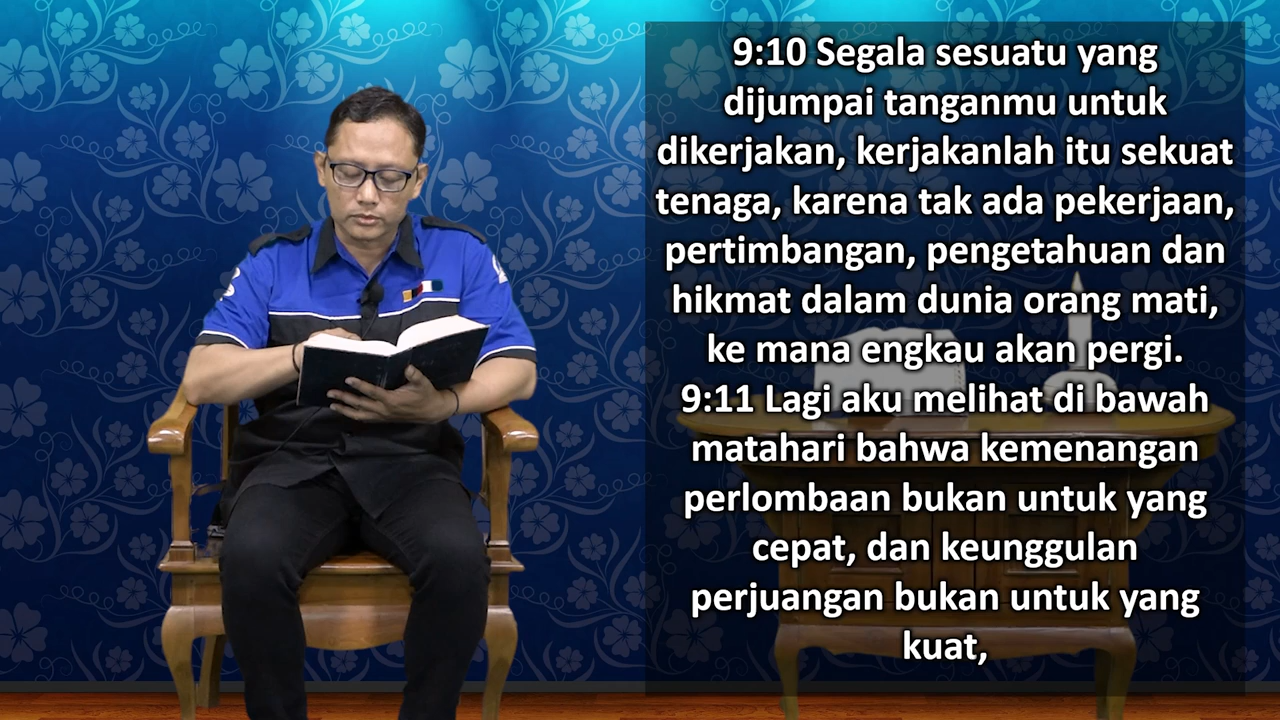 9:10 Segala sesuatu yang
dijumpai tanganmu untuk
dikerjakan, kerjakanlah itu sekuat
tenaga, karena tak ada pekerjaan,
pertimbangan, pengetahuan dan
hikmat dalam dunia orang mati,
ke mana engkau akan pergi.
9:11 Lagi aku melihat di bawah
matahari bahwa kemenangan
perlombaan bukan untuk yang
cepat, dan keunggulan
perjuangan bukan untuk yang
kuat,